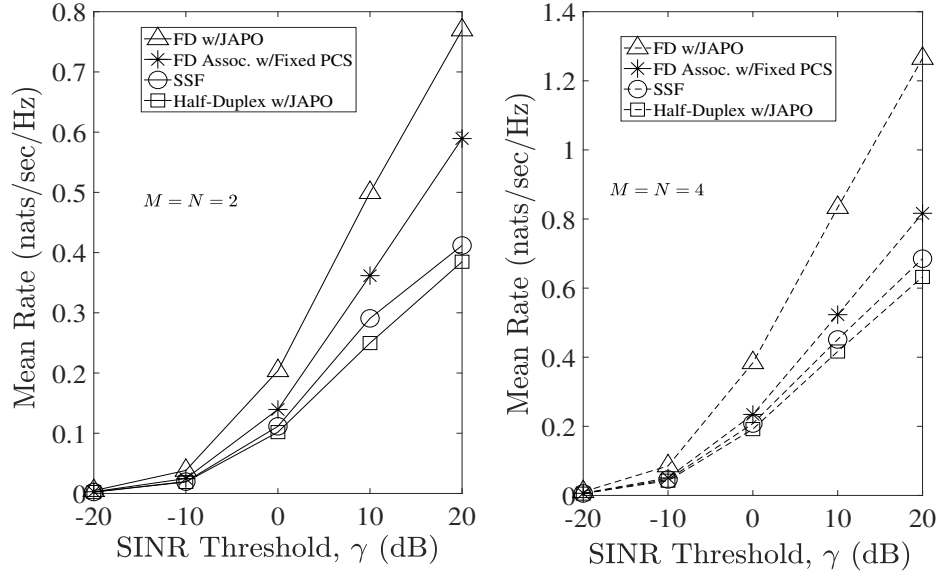 0.8
0.7
0.6
0.5
0.4
0.3
0.2
0.1
0
Mean Rate (nats/sec/Hz)
FD w/JAPO
FD Assoc. w/Fixed PCS
SSF
Half-Duplex w/JAPO
M = N = 2
-20 -10 0 10 20
SINR Threshold, γ (dB)
1.4
1.2
1
0.8
0.6
0.4
0.2
0
Mean Rate (nats/sec/Hz)
FD w/JAPO
FD Assoc. w/Fixed PCS
SSF
Half-Duplex w/JAPO
M = N = 4
-20 -10 0 10 20
SINR Threshold, γ (dB)